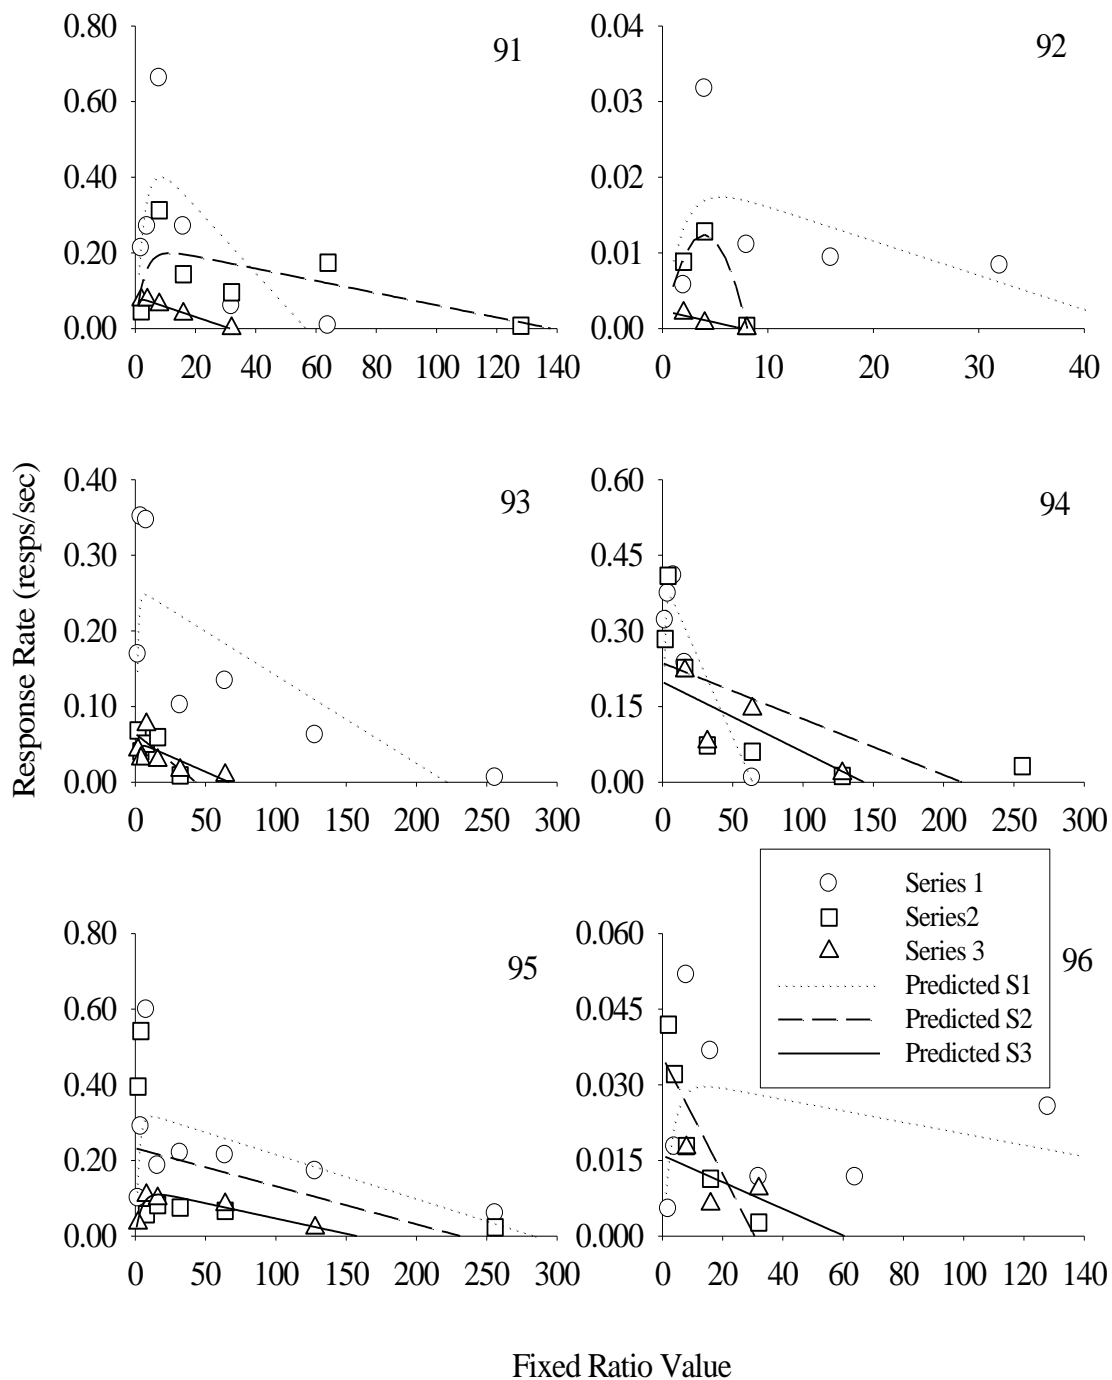 0.80
0.60
0.40
0.20
0.00
91
0 20 40 60 80 100 120 140
0.04
0.03
0.02
0.01
0.00
92
0 10 20 30 40
Response Rate (resps/sec)
0.40
0.30
0.20
0.10
0.00
93
0 50 100 150 200 250 300
0.60
0.45
0.30
0.15
0.00
94
0 50 100 150 200 250 300
0.80
0.60
0.40
0.20
0.00
95
0 50 100 150 200 250 300
0.060
0.045
0.030
0.015
0.000
96
0 20 40 60 80 100 120 140
Series 1
Series2
Series 3
Predicted S1
Predicted S2
Predicted S3
Fixed Ratio Value